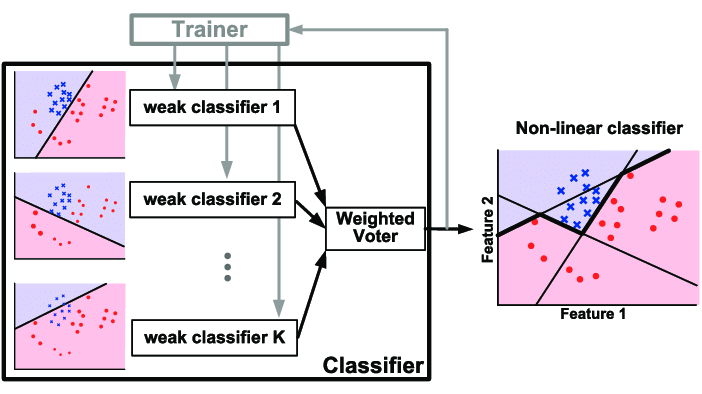 Trainer
weak classifier 1
weak classifier 2
weak classifier K
Weighted
Voter
Classifier
Non-linear classifier
Feature 2
Feature 1